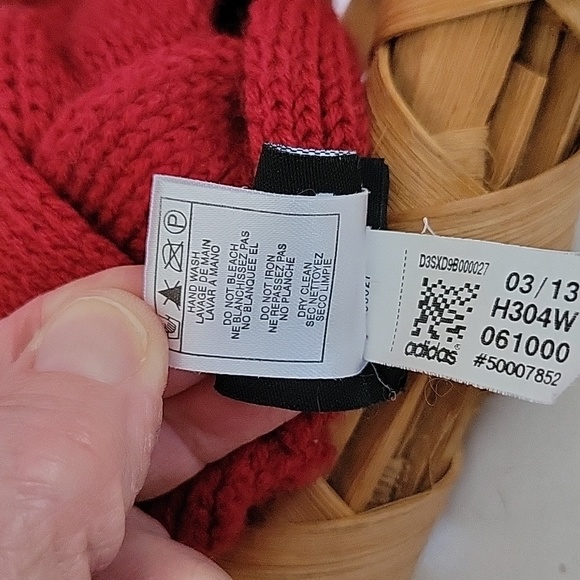 HAND WASH
LAVAGE DE MAIN
LAVAR A MANO
DO NOT BLEACH
NE BLANCHISSEZ PAS
NO BLANQUEE EL
DO NOT IRON
NE REPASSEZ PAS
NO PLANCHE
DRY CLEAN
SEC NETTOYEZ
SECO LIMPIE
P
D3SXD9B000027
adidas
03/13
H304W
061000
#50007852